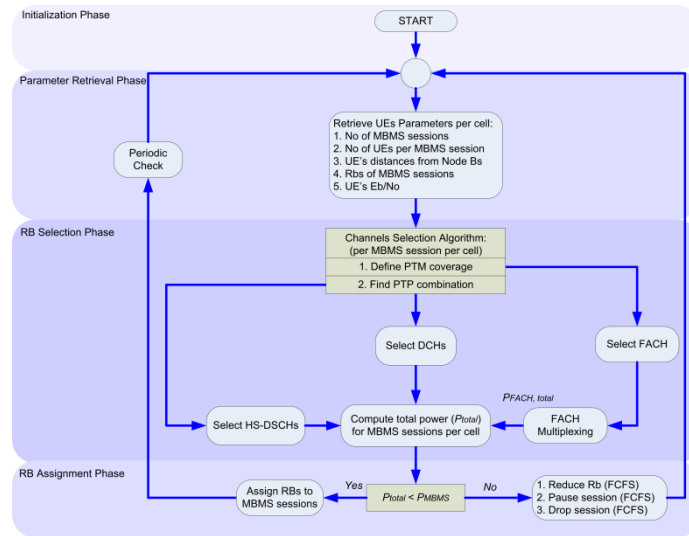 Initialization Phase
START
Parameter Retrieval Phase
Retrieve UEs Parameters per cell:
1. No of MBMS sessions
2. No of UEs per MBMS session
3. UE's distances from Node Bs
4. Rbs of MBMS sessions
5. UE's Eb/No
Periodic
Check
RB Selection Phase
Channels Selection Algorithm:
(per MBMS session per cell)
1. Define PTM coverage
2. Find PTP combination
Select DCHs
Select FACH
PFACH, total
Select HS-DSCHs
Compute total power (Ptotal)
for MBMS sessions per cell
FACH
Multiplexing
RB Assignment Phase
Assign RBs to
MBMS sessions
Yes
Ptotal < PMBMS
No
1. Reduce Rb (FCFS)
2. Pause session (FCFS)
3. Drop session (FCFS)